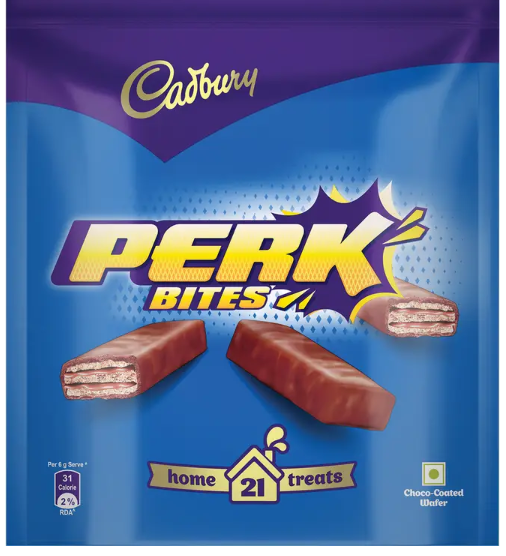 Cadbury
PERK
BITES
Per 6 g Serve*
31
Calorie
2%
RDA*
home 21 treats
Choco-Coated
Wafer